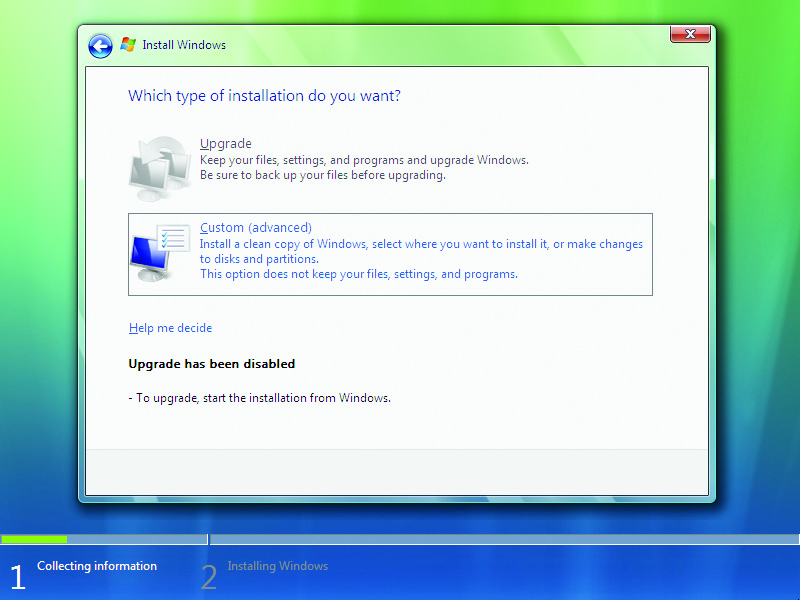 Install Windows
Which type of installation do you want?
Upgrade
Keep your files, settings, and programs and upgrade Windows.
Be sure to back up your files before upgrading.
Custom (advanced)
Install a clean copy of Windows, select where you want to install it, or make changes
to disks and partitions.
This option does not keep your files, settings, and programs.
Help me decide
Upgrade has been disabled
- To upgrade, start the installation from Windows.
1 Collecting information
2 Installing Windows